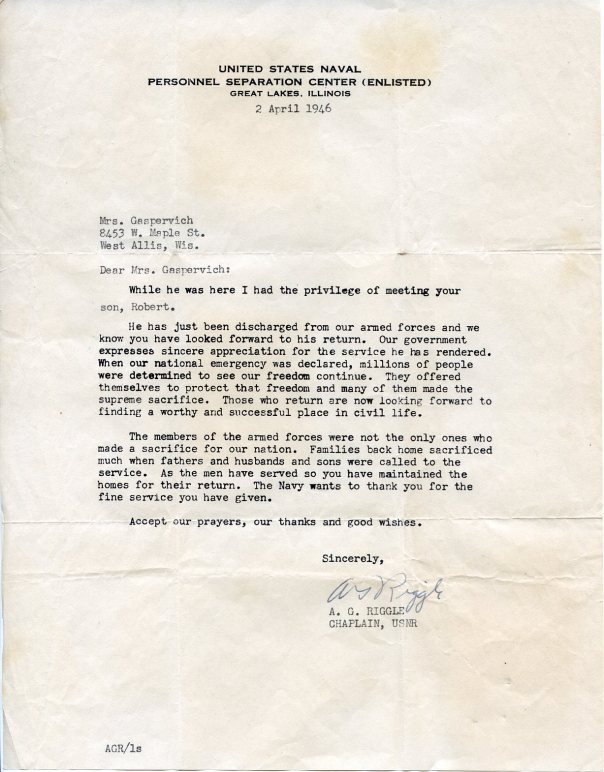 UNITED STATES NAVAL
PERSONNEL SEPARATION CENTER (ENLISTED)
GREAT LAKES, ILLINOIS
2 April 1946
Mrs. Gaspervich
8453 W. Maple St.
West Allis, Wis.
Dear Mrs. Gaspervich:
While he was here I had the privilege of meeting your
son, Robert.
He has just been discharged from our armed forces and we
know you have looked forward to his return. Our government
expresses sincere appreciation for the service he has rendered.
When our national emergency was declared, millions of people
were determined to see our freedom continue. They offered
themselves to protect that freedom and many of them made the
supreme sacrifice. Those who return are now looking forward to
finding a worthy and successful place in civil life.
The members of the armed forces were not the only ones who
made a sacrifice for our nation. Families back home sacrificed
much when fathers and husbands and sons were called to the
service. As the men have served so you have maintained the
homes for their return. The Navy wants to thank you for the
fine service you have given.
Accept our prayers, our thanks and good wishes.
Sincerely,
AG Riggle
A. G. RIGGLE
CHAPLAIN, USNR
AGR/ls